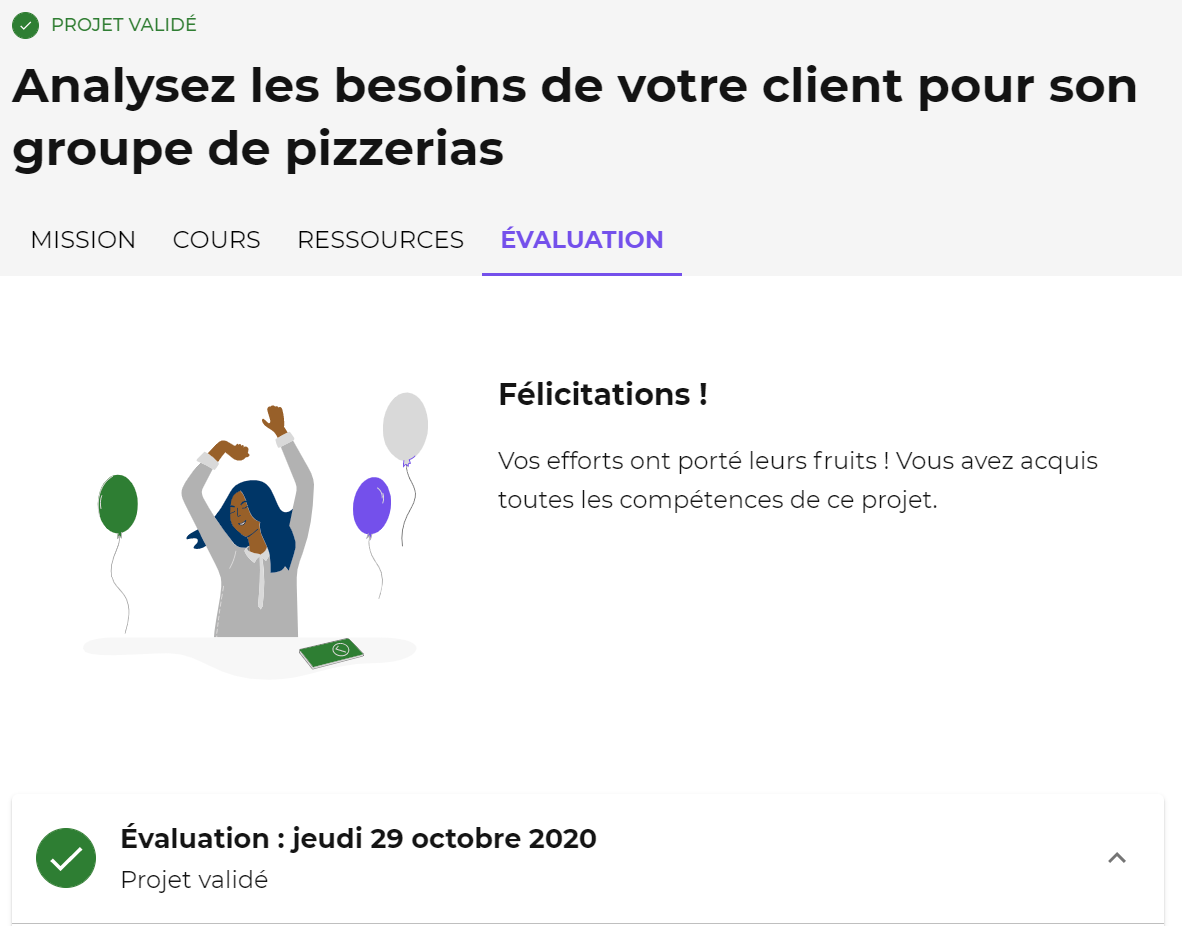 PROJET VALIDÉ
Analysez les besoins de votre client pour son
groupe de pizzerias
MISSION COURS RESSOURCES ÉVALUATION
Félicitations !
Vos efforts ont porté leurs fruits ! Vous avez acquis
toutes les compétences de ce projet.
Évaluation : jeudi 29 octobre 2020
Projet validé